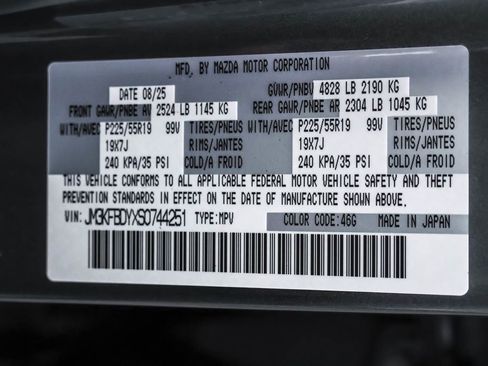 MFD. BY MAZDA MOTOR CORPORATION
DATE 08/25 GVWR/PNBV 4828 LB 2190 KG
FRONT GAWR/PNBE AV 2524 LB 1145 KG REAR GAWR/PNBE AR 2304 LB 1045 KG
WITH/AVEC P225/55R19 99V TIRES/PNEUS WITH/AVEC P225/55R19 99V TIRES/PNEUS
19X7J RIMS/JANTES 19X7J RIMS/JANTES
240 KPA/35 PSI COLD/A FROID 240 KPA/35 PSI COLD/A FROID
THIS VEHICLE CONFORMS TO ALL APPLICABLE FEDERAL MOTOR VEHICLE SAFETY AND THEFT
PREVENTION STANDARDS IN EFFECT ON THE DATE OF MANUFACTURE SHOWN ABOVE.
VIN: JM3KFBDYXS0744251 TYPE: MPV COLOR CODE: 46G MADE IN JAPAN